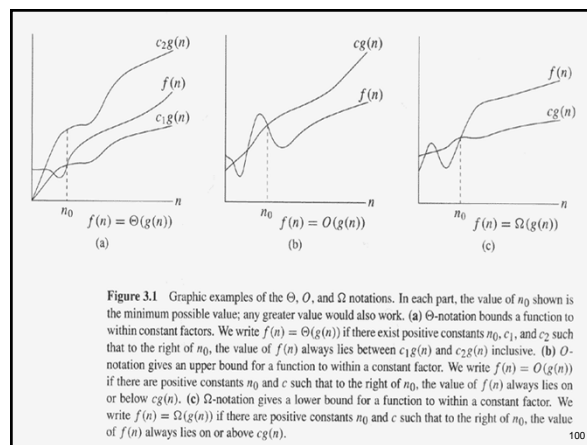 c₂g(n)
f(n)
c₁g(n)
n
n₀
f(n) = Θ(g(n))
(a)
cg(n)
f(n)
n
n₀
f(n) = O(g(n))
(b)
f(n)
cg(n)
n
n₀
f(n) = Ω(g(n))
(c)
Figure 3.1 Graphic examples of the Θ, O, and Ω notations. In each part, the value of n₀ shown is
the minimum possible value; any greater value would also work. (a) Θ-notation bounds a function to
within constant factors. We write f(n) = Θ(g(n)) if there exist positive constants n₀, c₁, and c₂ such
that to the right of n₀, the value of f(n) always lies between c₁g(n) and c₂g(n) inclusive. (b) O-
notation gives an upper bound for a function to within a constant factor. We write f(n) = O(g(n))
if there are positive constants n₀ and c such that to the right of n₀, the value of f(n) always lies on
or below cg(n). (c) Ω-notation gives a lower bound for a function to within a constant factor. We
write f(n) = Ω(g(n)) if there are positive constants n₀ and c such that to the right of n₀, the value
of f(n) always lies on or above cg(n).
100